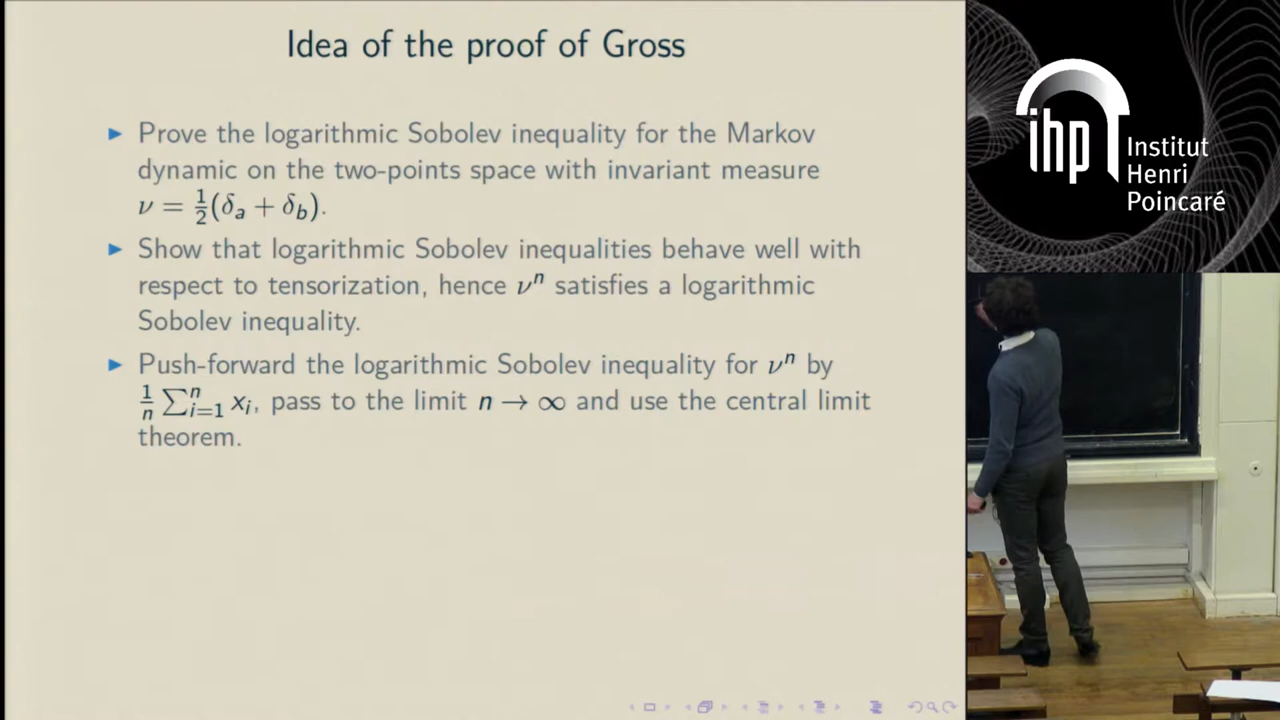 Idea of the proof of Gross
► Prove the logarithmic Sobolev inequality for the Markov
dynamic on the two-points space with invariant measure
ν = 1/2(δ_a + δ_b).
► Show that logarithmic Sobolev inequalities behave well with
respect to tensorization, hence ν^n satisfies a logarithmic
Sobolev inequality.
► Push-forward the logarithmic Sobolev inequality for ν^n by
1/n ∑_{i=1}^n x_i, pass to the limit n → ∞ and use the central limit
theorem.
ihp
Institut
Henri
Poincaré